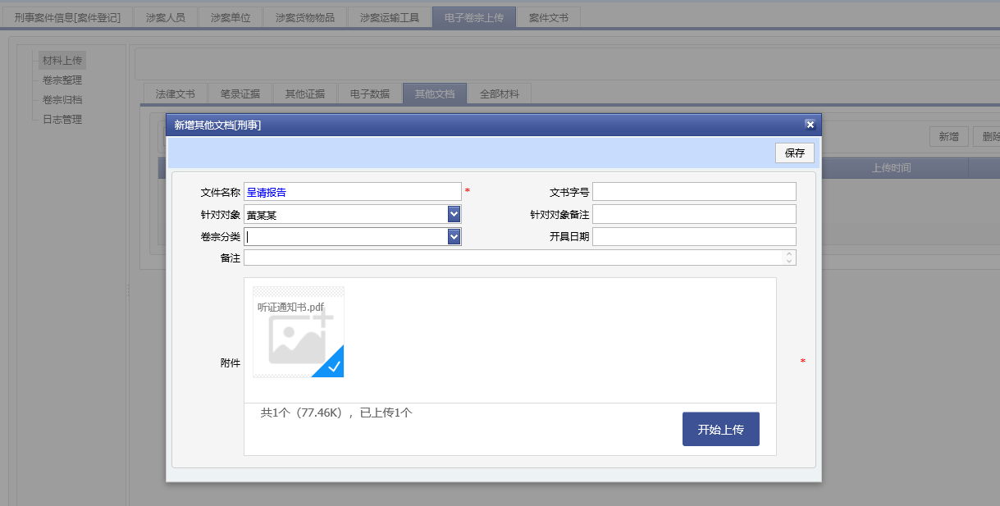 刑事案件信息[案件登记] 涉案人员 涉案单位 涉案货物物品 涉案运输工具 电子卷宗上传 案件文书
材料上传
卷宗整理
卷宗归档
日志管理
法律文书 笔录证据 其他证据 电子数据 其他文档 全部材料
新增其他文档[刑事]
新增 删除
保存
上传时间
文件名称 呈请报告 * 文书字号
针对对象 黄某某 针对对象备注
卷宗分类 开具日期
备注
听证通知书.pdf
附件 *
共1个（77.46K），已上传1个
开始上传